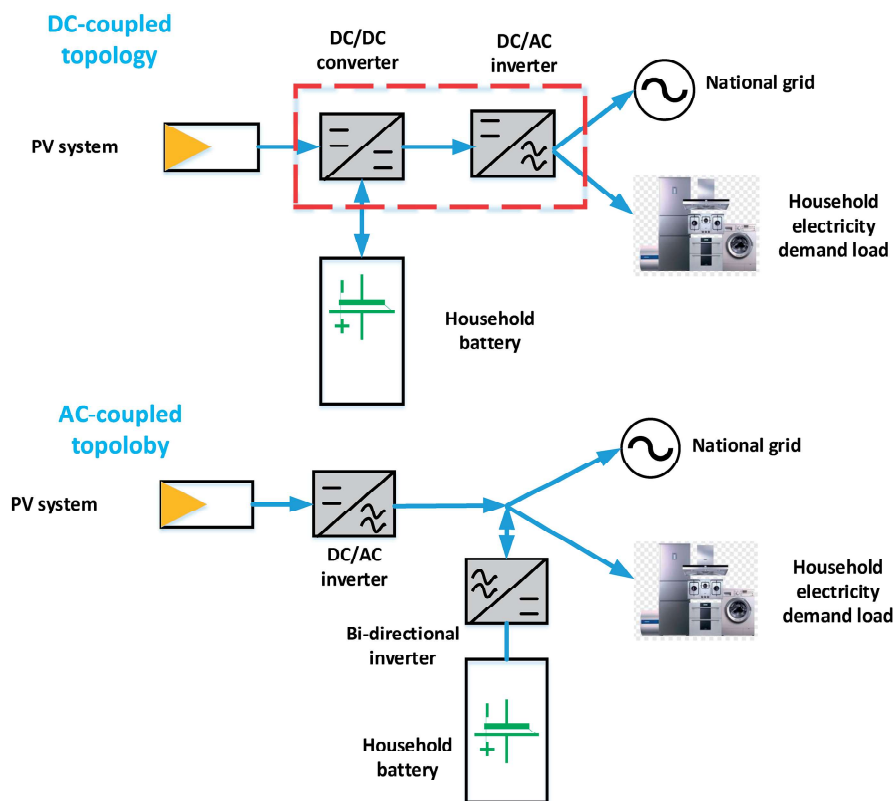 DC-coupled
topology
DC/DC
converter
DC/AC
inverter
National grid
PV system
Household
electricity
demand load
Household
battery
AC-coupled
topoloby
National grid
PV system
DC/AC
inverter
Household
electricity
demand load
Bi-directional
inverter
Household
battery